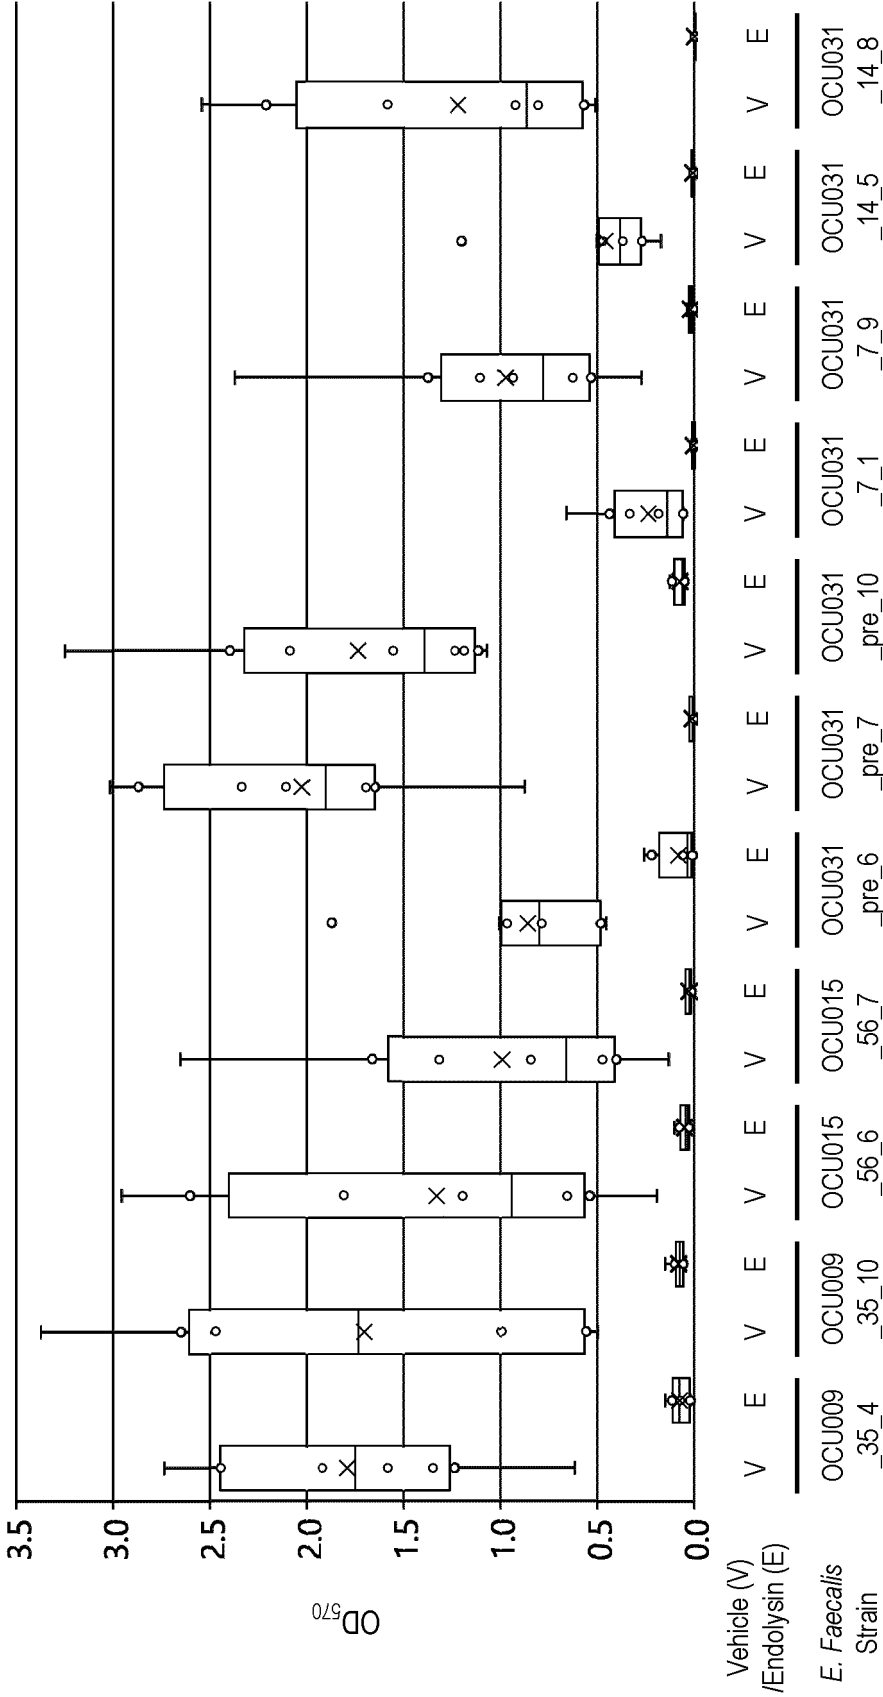 3.5
3.0
2.5
2.0
1.5
1.0
0.5
0.0
OD570
Vehicle (V)
/Endolysin (E)
V E V E V E V E V E V E V E V E V E V E V E
E. Faecalis
Strain
OCU009
_35_4
OCU009
_35_10
OCU015
_56_6
OCU015
_56_7
OCU031
_pre_6
OCU031
_pre_7
OCU031
_pre_10
OCU031
_7_1
OCU031
_7_9
OCU031
_14_5
OCU031
_14_8